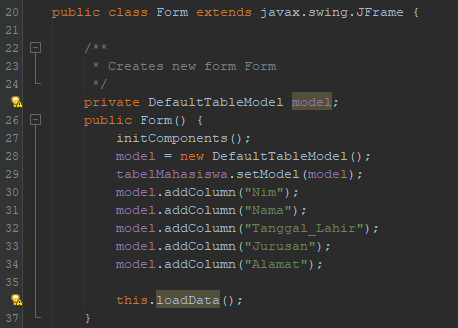 20 public class Form extends javax.swing.JFrame {
21
22 /**
23 * Creates new form Form
24 */
private DefaultTableModel model;
26 public Form() {
27 initComponents();
28 model = new DefaultTableModel();
29 tabelMahasiswa.setModel(model);
30 model.addColumn("Nim");
31 model.addColumn("Nama");
32 model.addColumn("Tanggal_Lahir");
33 model.addColumn("Jurusan");
34 model.addColumn("Alamat");
35
this.loadData();
37 }